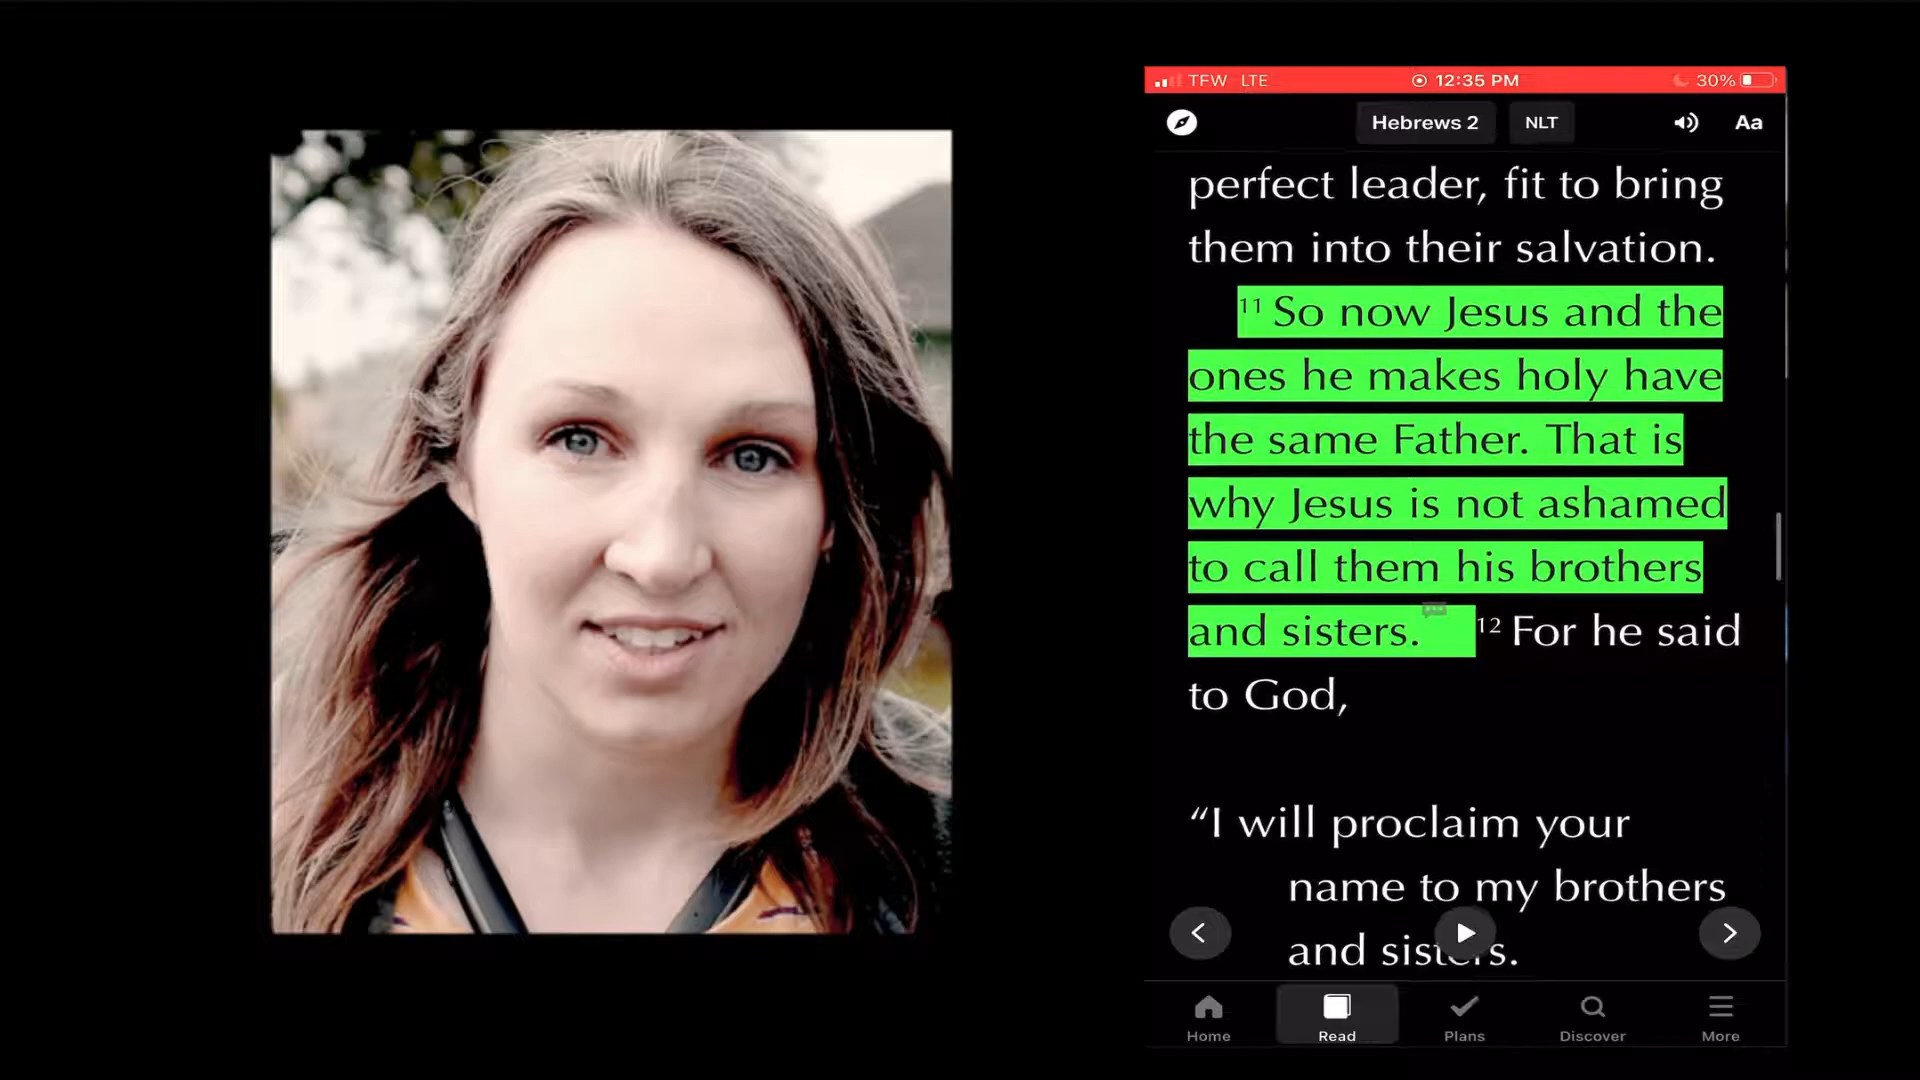 TFW LTE 12:35 PM 30%
Hebrews 2 NLT Aa
perfect leader, fit to bring
them into their salvation.
11 So now Jesus and the
ones he makes holy have
the same Father. That is
why Jesus is not ashamed
to call them his brothers
and sisters. 12 For he said
to God,
“I will proclaim your
name to my brothers
and sisters.
Home Read Plans Discover More